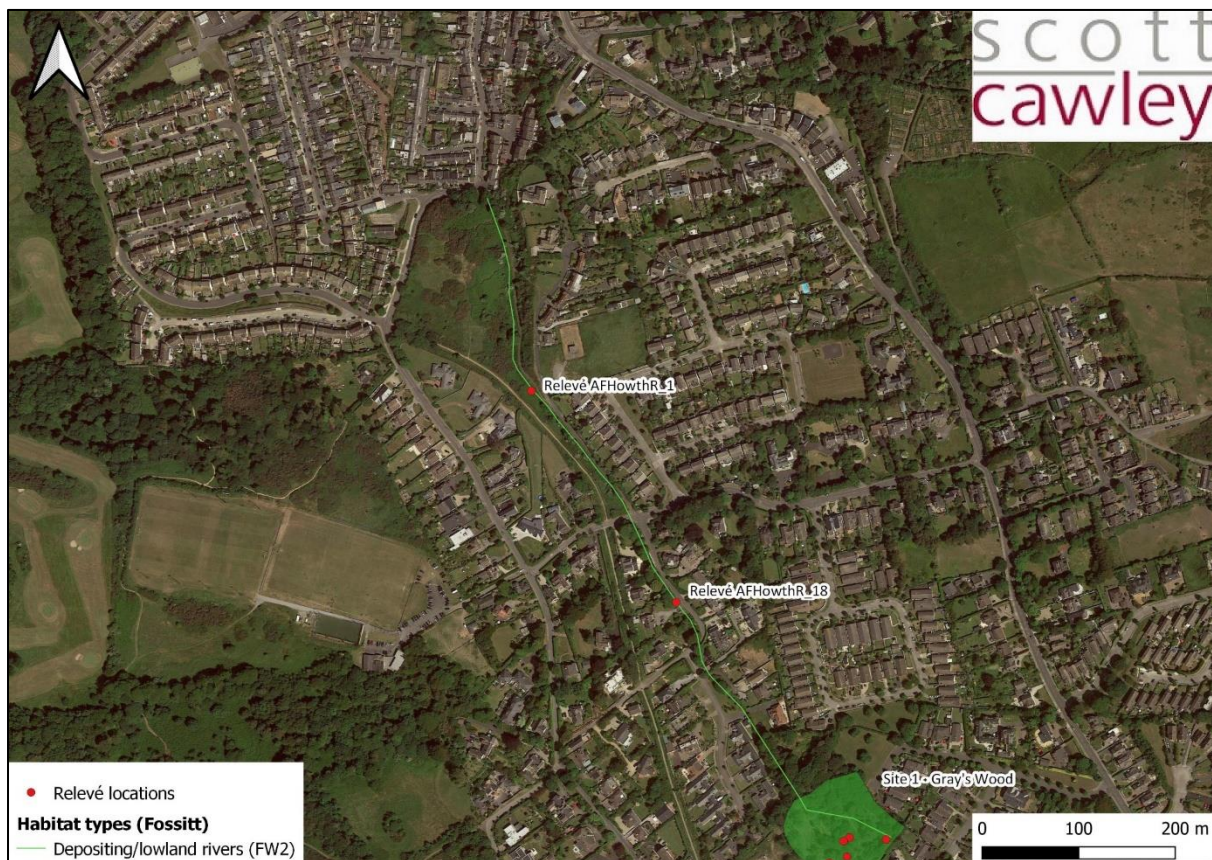 scott
cawley
Relevé AFHowthR_1
Relevé AFHowthR_18
Site 1 - Gray's Wood
Relevé locations
Habitat types (Fossitt)
Depositing/lowland rivers (FW2)
0 100 200 m